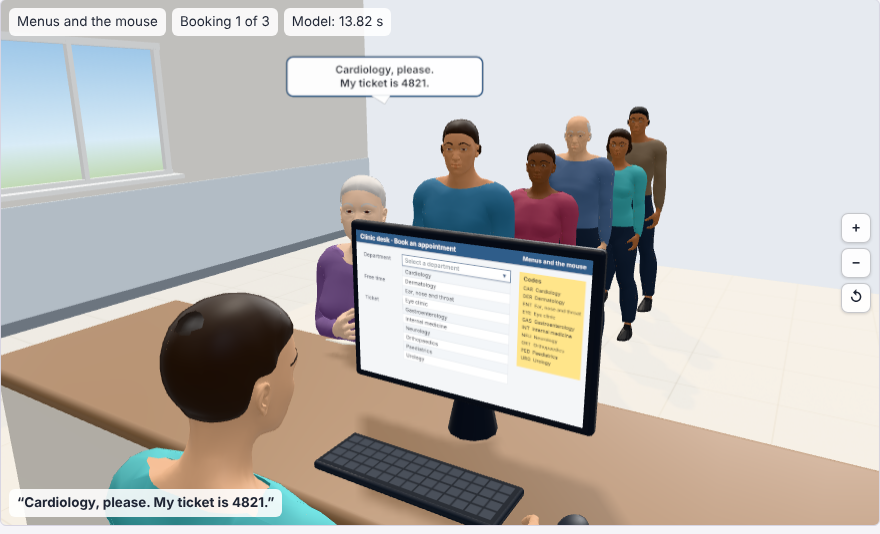 Menus and the mouse
Booking 1 of 3
Model: 13.82 s
Cardiology, please.
My ticket is 4821.
Clinic desk · Book an appointment
Menus and the mouse
Department
Select a department
Free time
Ticket
Cardiology
Dermatology
Ear, nose and throat
Eye clinic
Gastroenterology
Internal medicine
Neurology
Orthopaedics
Paediatrics
Urology
Codes
CAR Cardiology
DER Dermatology
ENT Ear, nose and throat
EYE Eye clinic
GAS Gastroenterology
INT Internal medicine
NEU Neurology
ORT Orthopaedics
PED Paediatrics
URO Urology
+
−
“Cardiology, please. My ticket is 4821.”